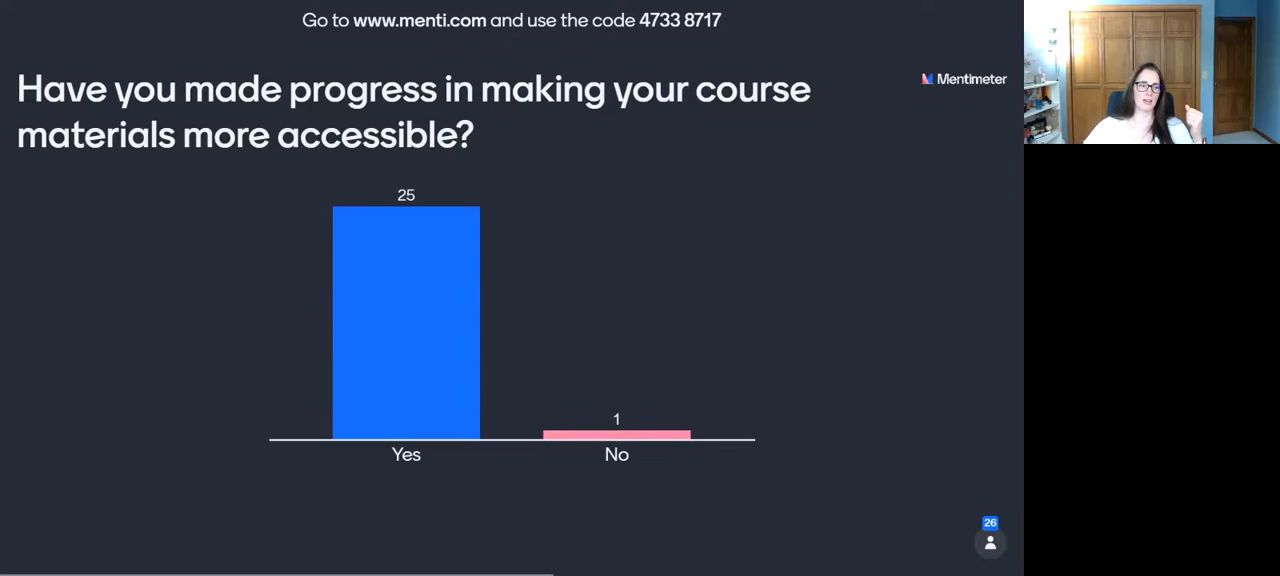 Go to www.menti.com and use the code 4733 8717
Have you made progress in making your course
materials more accessible?
Mentimeter
25
1
Yes
No
26